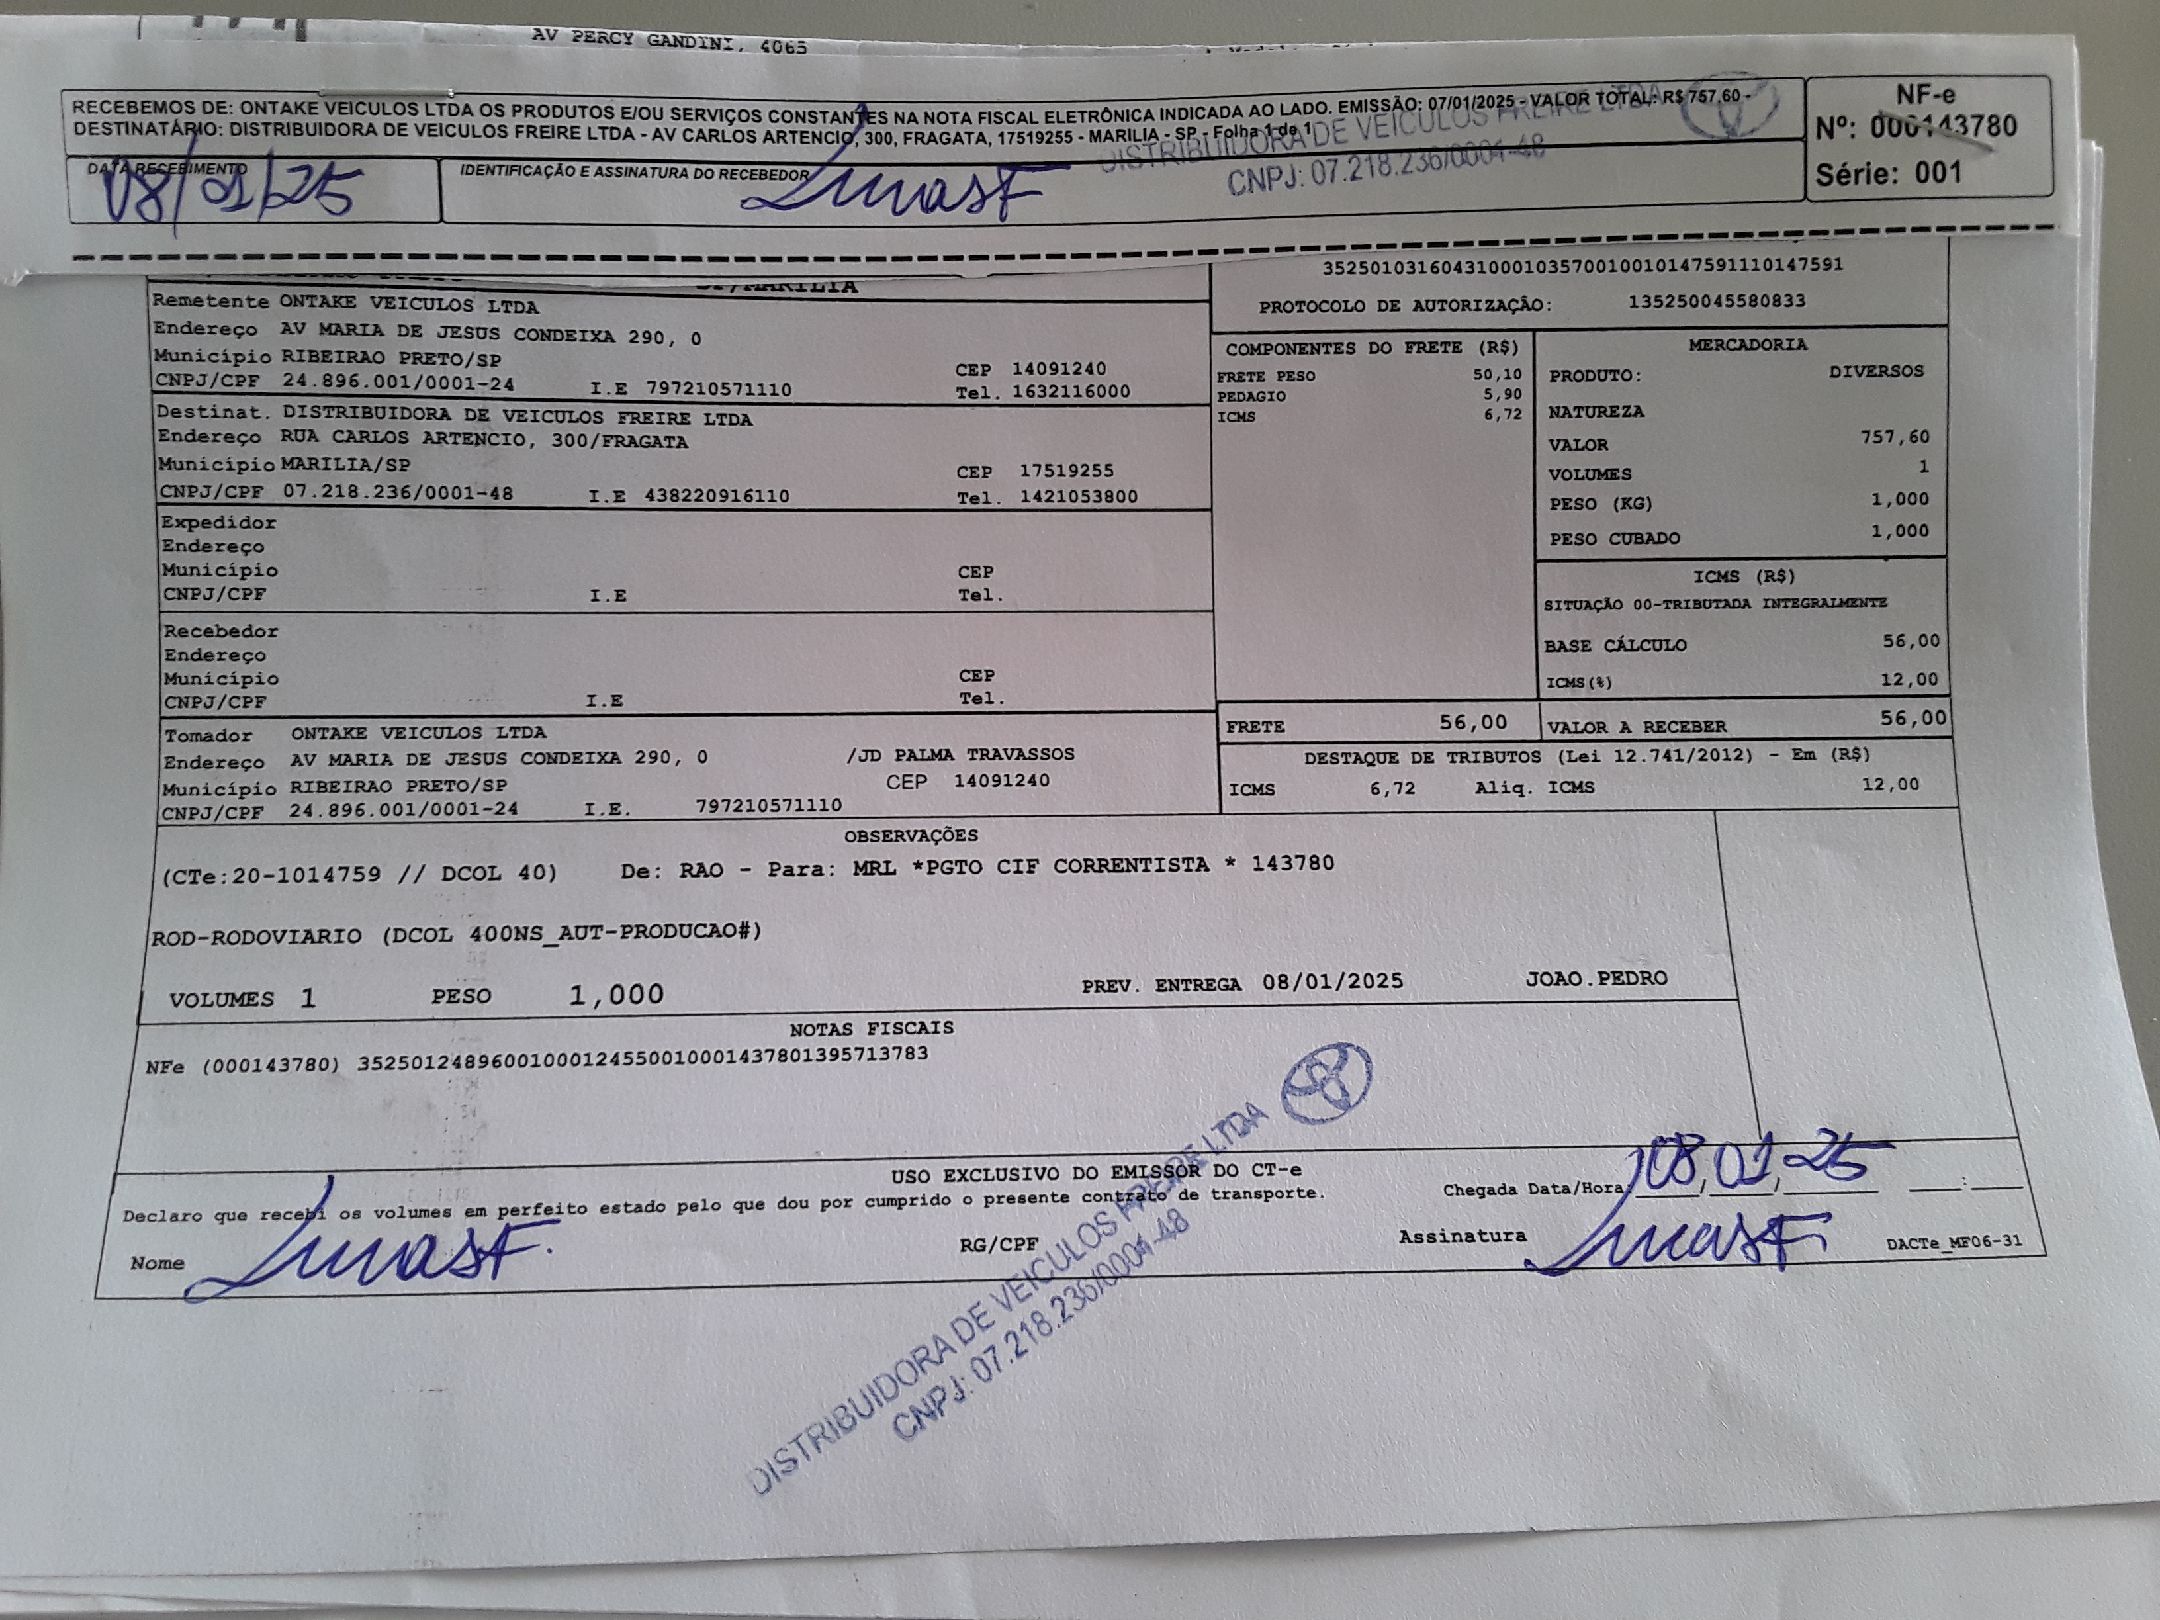 AV PERCY GANDINI, 4065
RECEBEMOS DE: ONTAKE VEICULOS LTDA OS PRODUTOS E/OU SERVIÇOS CONSTANTES NA NOTA FISCAL ELETRÔNICA INDICADA AO LADO. EMISSÃO: 07/01/2025 - VALOR TOTAL: R$ 757,60 -
DESTINATÁRIO: DISTRIBUIDORA DE VEICULOS FREIRE LTDA - AV CARLOS ARTENCIO, 300, FRAGATA, 17519255 - MARILIA - SP - Folha 1 de 1
NF-e
Nº: 000143780
Série: 001
DATA RECEBIMENTO
08/01/25
IDENTIFICAÇÃO E ASSINATURA DO RECEBEDOR
LucasF
DISTRIBUIDORA DE VEICULOS FREIRE LTDA
CNPJ: 07.218.236/0001-48
SP/MARILIA
35250103160431000103570010010147591110147591
PROTOCOLO DE AUTORIZAÇÃO: 135250045580833
Remetente ONTAKE VEICULOS LTDA
Endereço AV MARIA DE JESUS CONDEIXA 290, 0
Município RIBEIRAO PRETO/SP CEP 14091240
CNPJ/CPF 24.896.001/0001-24 I.E 797210571110 Tel. 1632116000
Destinat. DISTRIBUIDORA DE VEICULOS FREIRE LTDA
Endereço RUA CARLOS ARTENCIO, 300/FRAGATA
Município MARILIA/SP CEP 17519255
CNPJ/CPF 07.218.236/0001-48 I.E 438220916110 Tel. 1421053800
Expedidor
Endereço
Município CEP
CNPJ/CPF I.E Tel.
Recebedor
Endereço
Município CEP
CNPJ/CPF I.E Tel.
Tomador ONTAKE VEICULOS LTDA
Endereço AV MARIA DE JESUS CONDEIXA 290, 0 /JD PALMA TRAVASSOS
Município RIBEIRAO PRETO/SP CEP 14091240
CNPJ/CPF 24.896.001/0001-24 I.E. 797210571110
COMPONENTES DO FRETE (R$)
FRETE PESO 50,10
PEDAGIO 5,90
ICMS 6,72
MERCADORIA
PRODUTO: DIVERSOS
NATUREZA
VALOR 757,60
VOLUMES 1
PESO (KG) 1,000
PESO CUBADO 1,000
ICMS (R$)
SITUAÇÃO 00-TRIBUTADA INTEGRALMENTE
BASE CÁLCULO 56,00
ICMS(%) 12,00
FRETE 56,00 VALOR A RECEBER 56,00
DESTAQUE DE TRIBUTOS (Lei 12.741/2012) - Em (R$)
ICMS 6,72 Aliq. ICMS 12,00
OBSERVAÇÕES
(CTe:20-1014759 // DCOL 40) De: RAO - Para: MRL *PGTO CIF CORRENTISTA * 143780
ROD-RODOVIARIO (DCOL 400NS_AUT-PRODUCAO#)
VOLUMES 1 PESO 1,000 PREV. ENTREGA 08/01/2025 JOAO.PEDRO
NOTAS FISCAIS
NFe (000143780) 35250124896001000124550010001437801395713783
USO EXCLUSIVO DO EMISSOR DO CT-e
Declaro que recebi os volumes em perfeito estado pelo que dou por cumprido o presente contrato de transporte.
Chegada Data/Hora 08/01/25 :
Nome LucasF. RG/CPF Assinatura LucasF
DACTe_MF06-31
DISTRIBUIDORA DE VEICULOS FREIRE LTDA
CNPJ: 07.218.236/0001-48